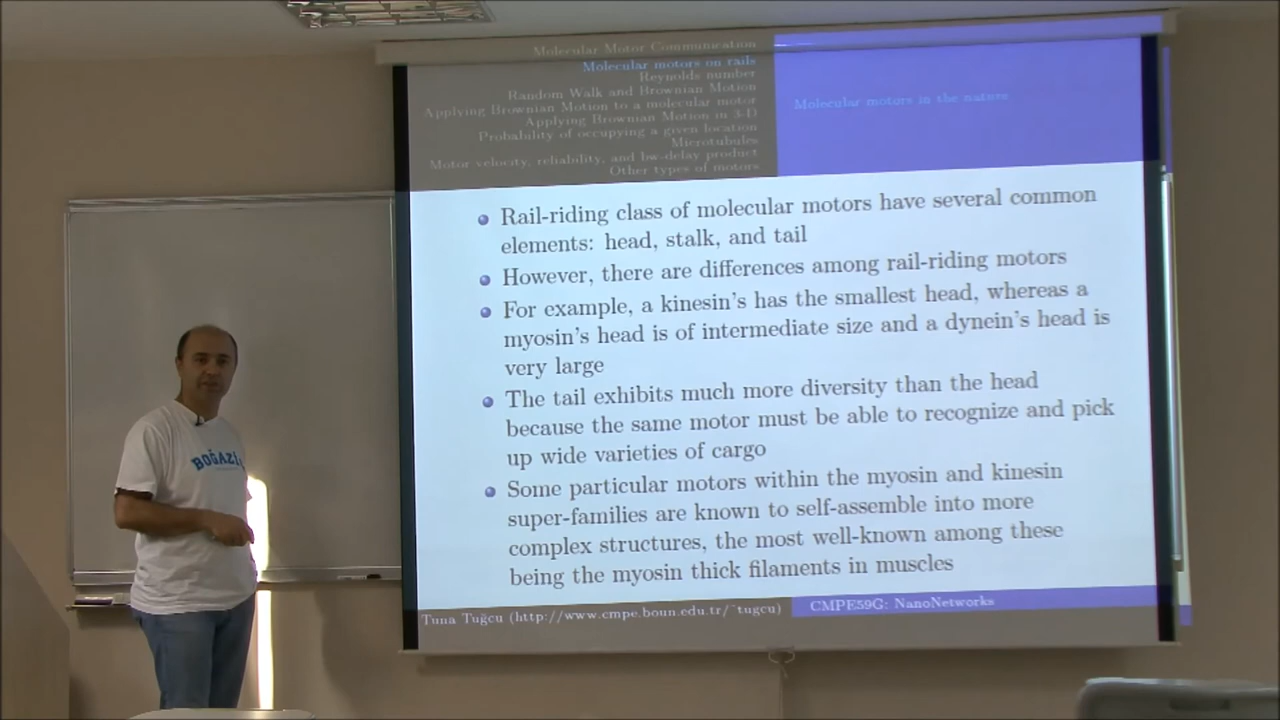 Molecular Motor Communication
Molecular motors on rails
Reynolds number
Random Walk and Brownian Motion
Applying Brownian Motion to a molecular motor
Applying Brownian Motion in 3-D
Probability of occupying a given location
Microtubules
Motor velocity, reliability, and bw-delay product
Other types of motors
Molecular motors in the nature
Rail-riding class of molecular motors have several common
elements: head, stalk, and tail
However, there are differences among rail-riding motors
For example, a kinesin's has the smallest head, whereas a
myosin's head is of intermediate size and a dynein's head is
very large
The tail exhibits much more diversity than the head
because the same motor must be able to recognize and pick
up wide varieties of cargo
Some particular motors within the myosin and kinesin
super-families are known to self-assemble into more
complex structures, the most well-known among these
being the myosin thick filaments in muscles
Tuna Tuğcu (http://www.cmpe.boun.edu.tr/~tugcu)
CMPE59G: NanoNetworks
BOĞAZİÇ